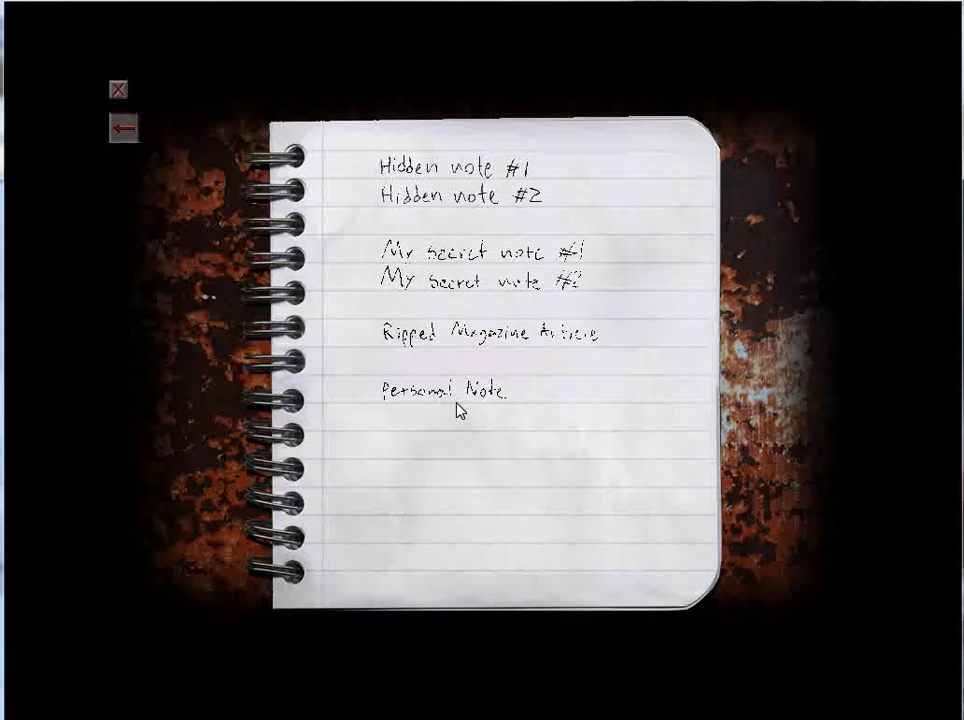 Hidden note #1
Hidden note #2
My secret note #1
My secret note #2
Ripped Magazine Article
Personal Note.